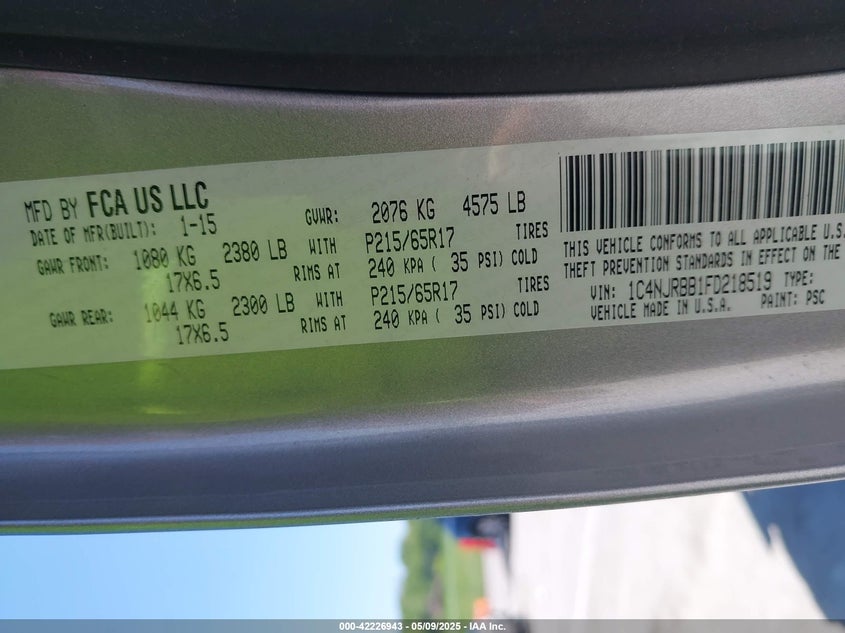 MFD BY FCA US LLC
DATE OF MFR(BUILT): 1-15
GVWR: 2076 KG 4575 LB
GAWR FRONT: 1080 KG 2380 LB WITH P215/65R17 TIRES
17X6.5 RIMS AT 240 KPA ( 35 PSI) COLD
GAWR REAR: 1044 KG 2300 LB WITH P215/65R17 TIRES
17X6.5 RIMS AT 240 KPA ( 35 PSI) COLD
THIS VEHICLE CONFORMS TO ALL APPLICABLE U.S.
THEFT PREVENTION STANDARDS IN EFFECT ON THE
VIN: 1C4NJRBB1FD218519 TYPE:
VEHICLE MADE IN U.S.A. PAINT: PSC
000-42226943 - 05/09/2025 - IAA Inc.